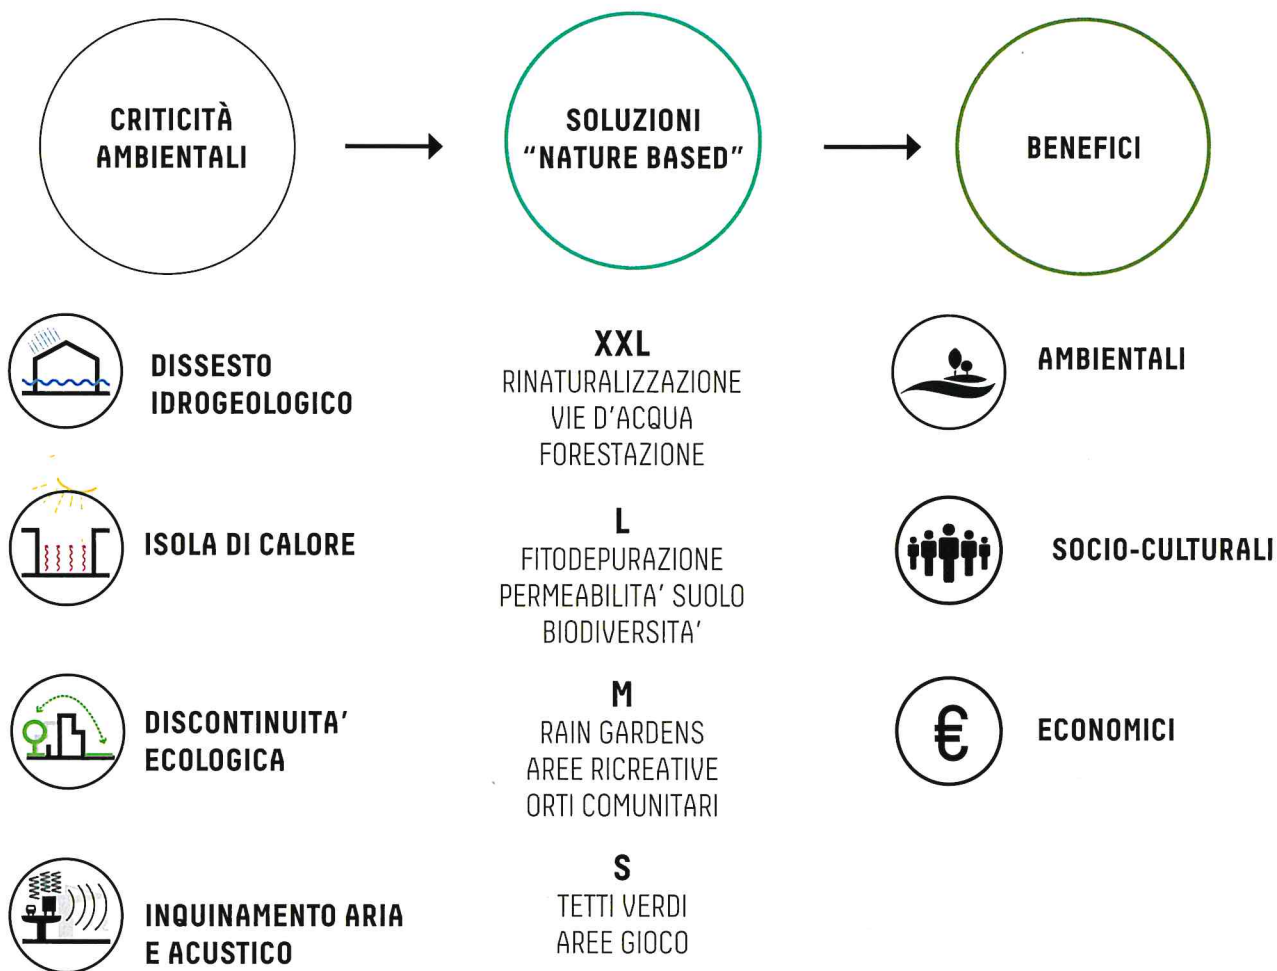 CRITICITÀ
AMBIENTALI
SOLUZIONI
“NATURE BASED”
BENEFICI
DISSESTO
IDROGEOLOGICO
ISOLA DI CALORE
DISCONTINUITA’
ECOLOGICA
INQUINAMENTO ARIA
E ACUSTICO
XXL
RINATURALIZZAZIONE
VIE D’ACQUA
FORESTAZIONE
L
FITODEPURAZIONE
PERMEABILITA’ SUOLO
BIODIVERSITA’
M
RAIN GARDENS
AREE RICREATIVE
ORTI COMUNITARI
S
TETTI VERDI
AREE GIOCO
AMBIENTALI
SOCIO-CULTURALI
€
ECONOMICI